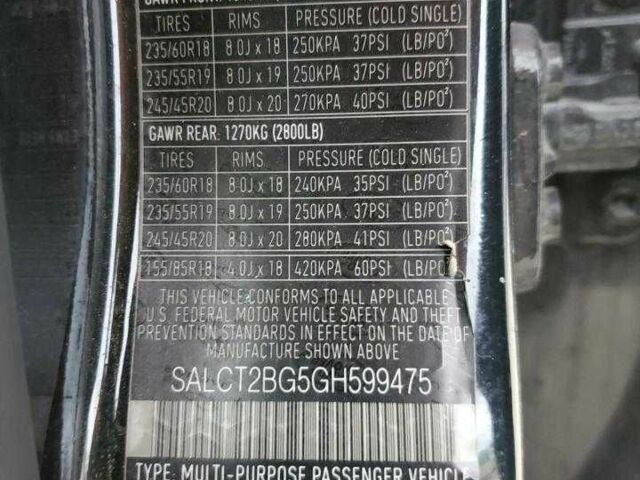 TIRES RIMS PRESSURE (COLD SINGLE)
235/60R18 8.0J x 18 250KPA 37PSI (LB/PO²)
235/55R19 8.0J x 19 250KPA 37PSI (LB/PO²)
245/45R20 8.0J x 20 270KPA 40PSI (LB/PO²)
GAWR REAR: 1270KG (2800LB)
TIRES RIMS PRESSURE (COLD SINGLE)
235/60R18 8.0J x 18 240KPA 35PSI (LB/PO²)
235/55R19 8.0J x 19 250KPA 37PSI (LB/PO²)
245/45R20 8.0J x 20 280KPA 41PSI (LB/PO²)
155/85R18 4.0J x 18 420KPA 60PSI (LB/PO²)
THIS VEHICLE CONFORMS TO ALL APPLICABLE
U.S. FEDERAL MOTOR VEHICLE SAFETY AND THEFT
PREVENTION STANDARDS IN EFFECT ON THE DATE
OF MANUFACTURE SHOWN ABOVE
SALCT2BG5GH599475
TYPE: MULTI-PURPOSE PASSENGER VEHICLE